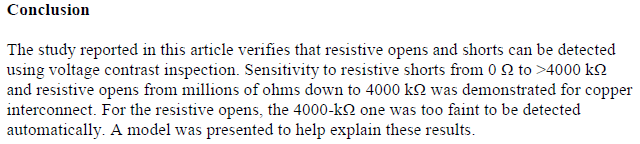 Conclusion
The study reported in this article verifies that resistive opens and shorts can be detected
using voltage contrast inspection. Sensitivity to resistive shorts from 0 Ω to >4000 kΩ
and resistive opens from millions of ohms down to 4000 kΩ was demonstrated for copper
interconnect. For the resistive opens, the 4000-kΩ one was too faint to be detected
automatically. A model was presented to help explain these results.